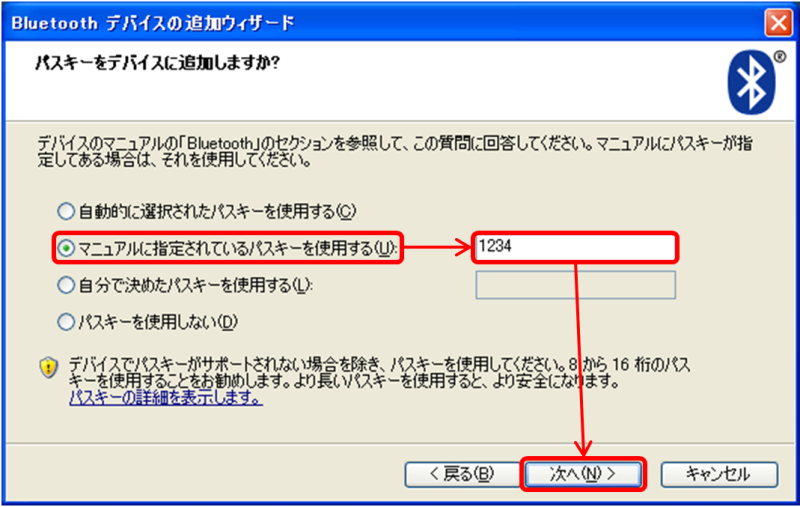 Bluetooth デバイスの追加ウィザード
パスキーをデバイスに追加しますか?
®
デバイスのマニュアルの「Bluetooth」のセクションを参照して、この質問に回答してください。マニュアルにパスキーが指
定してある場合は、それを使用してください。
自動的に選択されたパスキーを使用する(C)
マニュアルに指定されているパスキーを使用する(U): 1234
自分で決めたパスキーを使用する(L):
パスキーを使用しない(D)
デバイスでパスキーがサポートされない場合を除き、パスキーを使用してください。8 から 16 桁のパス
キーを使用することをお勧めします。より長いパスキーを使用すると、より安全になります。
パスキーの詳細を表示します。
< 戻る(B) 次へ(N) > キャンセル